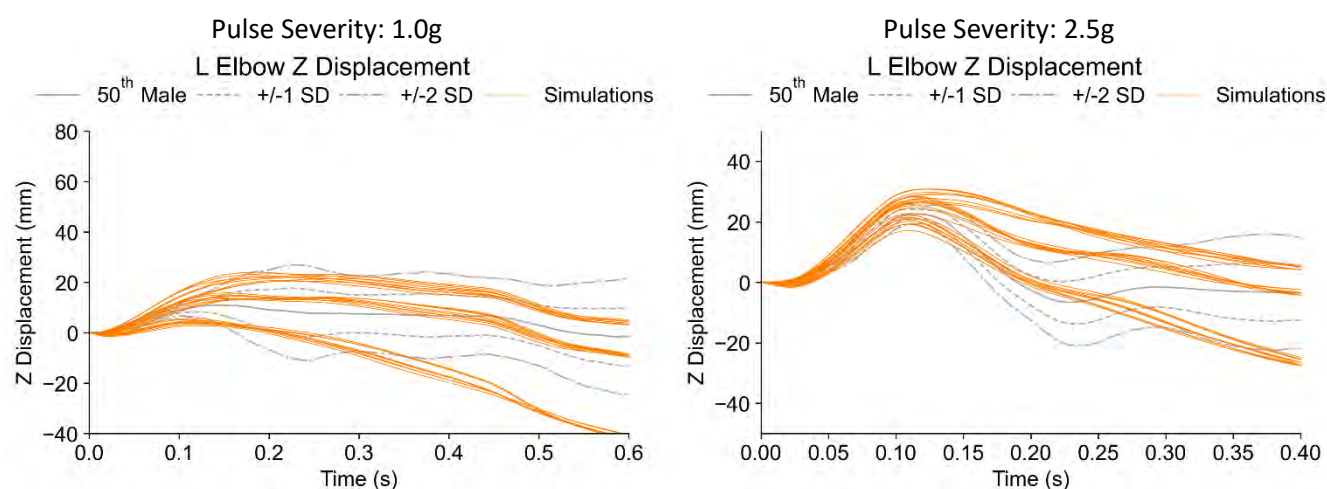 Pulse Severity: 1.0g
L Elbow Z Displacement
50th Male +/-1 SD +/-2 SD Simulations
Z Displacement (mm)
80
60
40
20
0
−20
−40
0.0 0.1 0.2 0.3 0.4 0.5 0.6
Time (s)
Pulse Severity: 2.5g
L Elbow Z Displacement
50th Male +/-1 SD +/-2 SD Simulations
Z Displacement (mm)
40
20
0
−20
−40
0.00 0.05 0.10 0.15 0.20 0.25 0.30 0.35 0.40
Time (s)